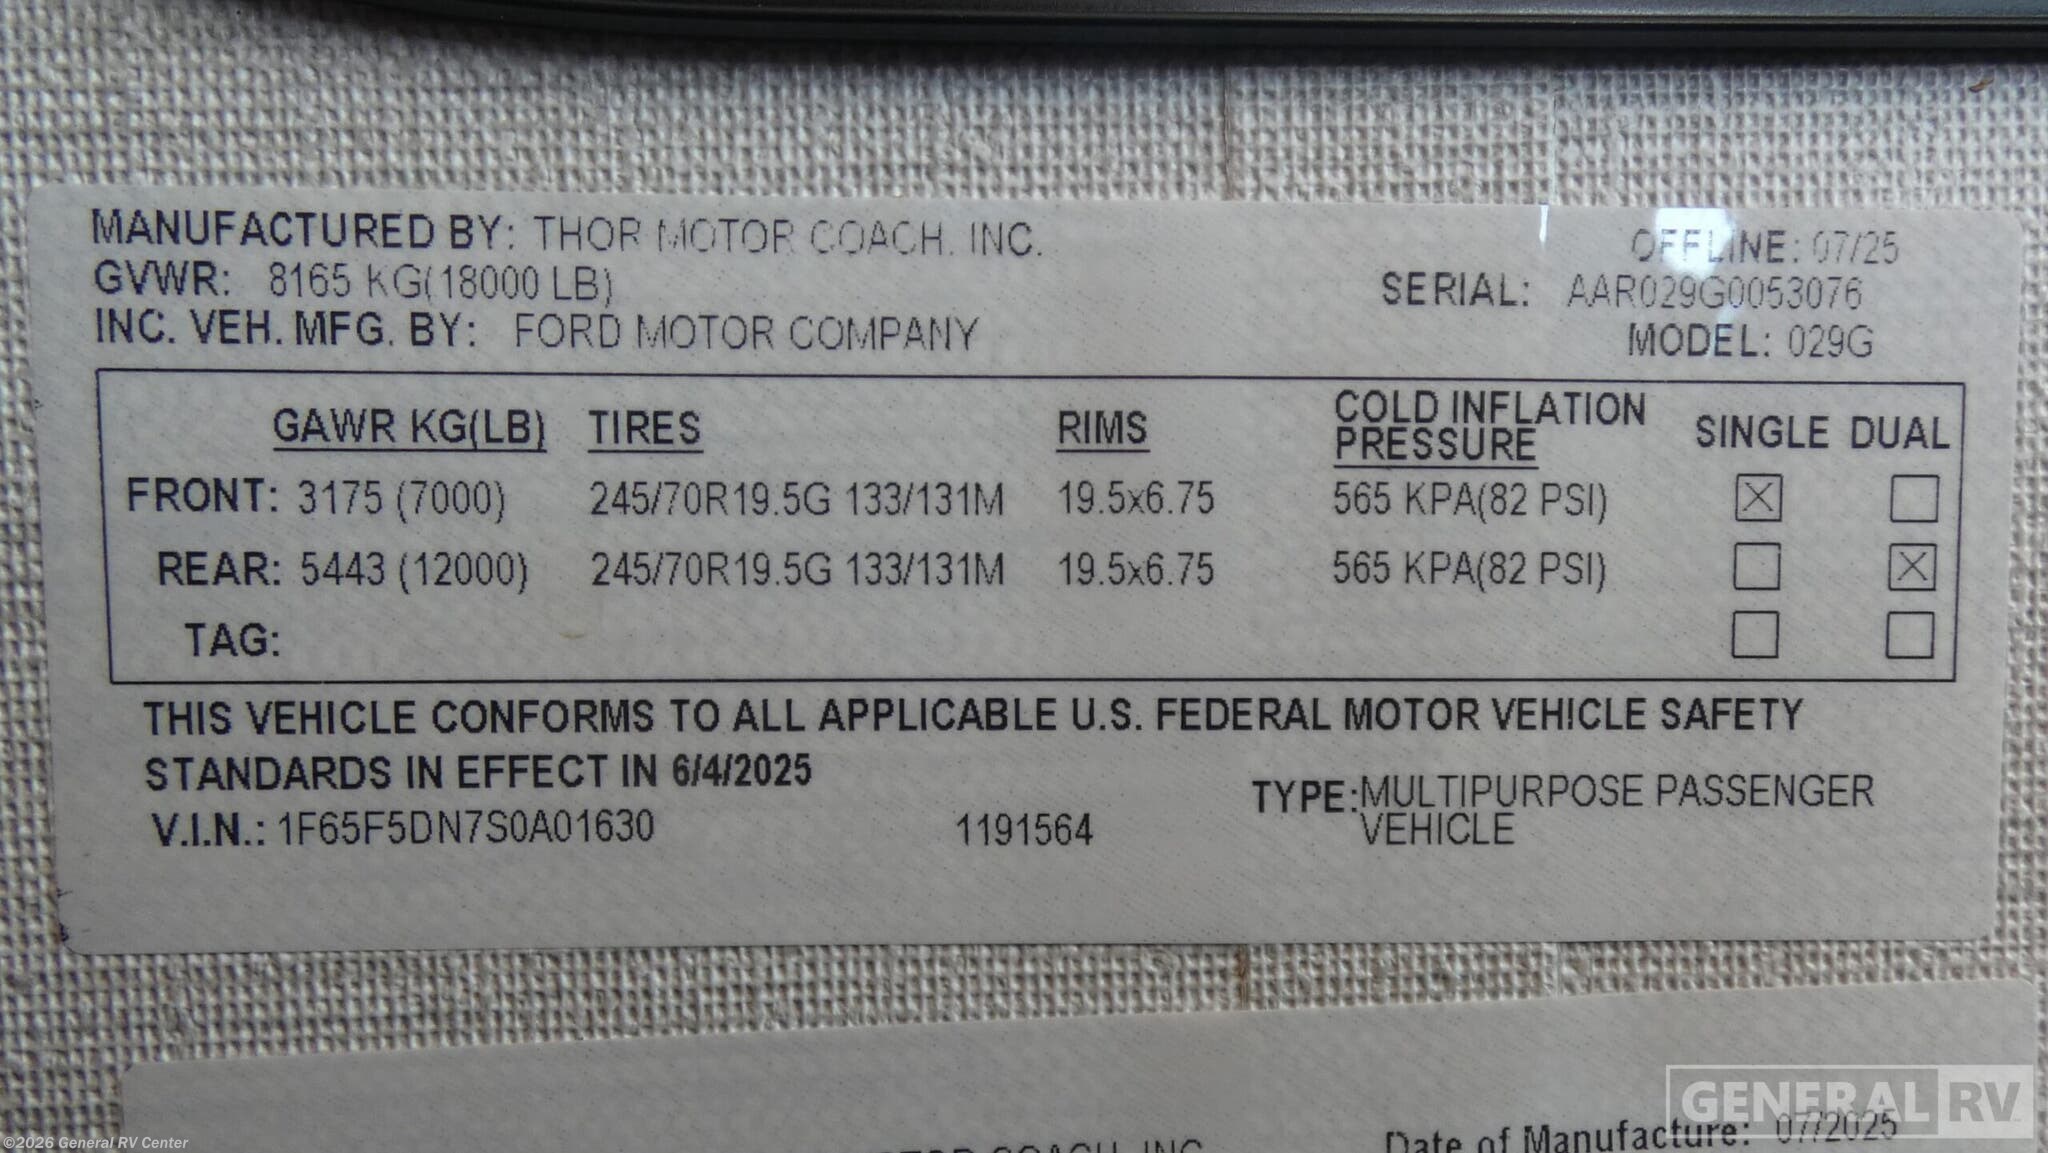 MANUFACTURED BY: THOR MOTOR COACH, INC.
OFFLINE: 07/25
GVWR: 8165 KG(18000 LB)
SERIAL: AAR029G0053076
INC. VEH. MFG. BY: FORD MOTOR COMPANY
MODEL: 029G
GAWR KG(LB) TIRES RIMS COLD INFLATION PRESSURE SINGLE DUAL
FRONT: 3175 (7000) 245/70R19.5G 133/131M 19.5x6.75 565 KPA(82 PSI) ☒ ☐
REAR: 5443 (12000) 245/70R19.5G 133/131M 19.5x6.75 565 KPA(82 PSI) ☐ ☒
TAG: ☐ ☐
THIS VEHICLE CONFORMS TO ALL APPLICABLE U.S. FEDERAL MOTOR VEHICLE SAFETY
STANDARDS IN EFFECT IN 6/4/2025
V.I.N.: 1F65F5DN7S0A01630 1191564 TYPE: MULTIPURPOSE PASSENGER
VEHICLE
GENERAL RV
MOTOR COACH, INC. Date of Manufacture: 07/2025
©2026 General RV Center